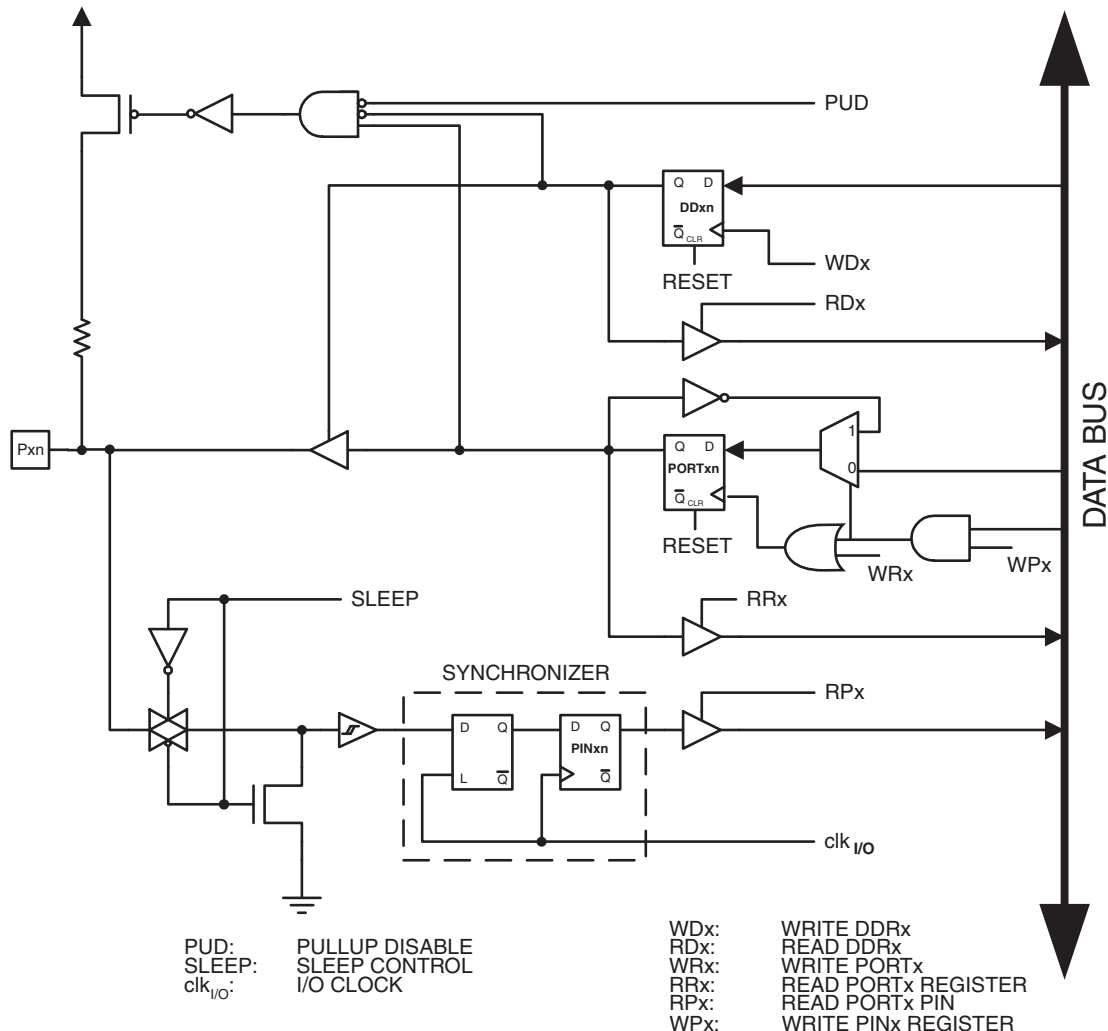 PUD
Q D
DDxn
Q CLR
WDx
RESET
RDx
Pxn
1
Q D
PORTxn
0
Q CLR
RESET
WRx
WPx
RRx
SLEEP
SYNCHRONIZER
RPx
D Q
L Q
D Q
PINxn
Q
clk I/O
DATA BUS
PUD: PULLUP DISABLE
SLEEP: SLEEP CONTROL
clkI/O: I/O CLOCK
WDx: WRITE DDRx
RDx: READ DDRx
WRx: WRITE PORTx
RRx: READ PORTx REGISTER
RPx: READ PORTx PIN
WPx: WRITE PINx REGISTER